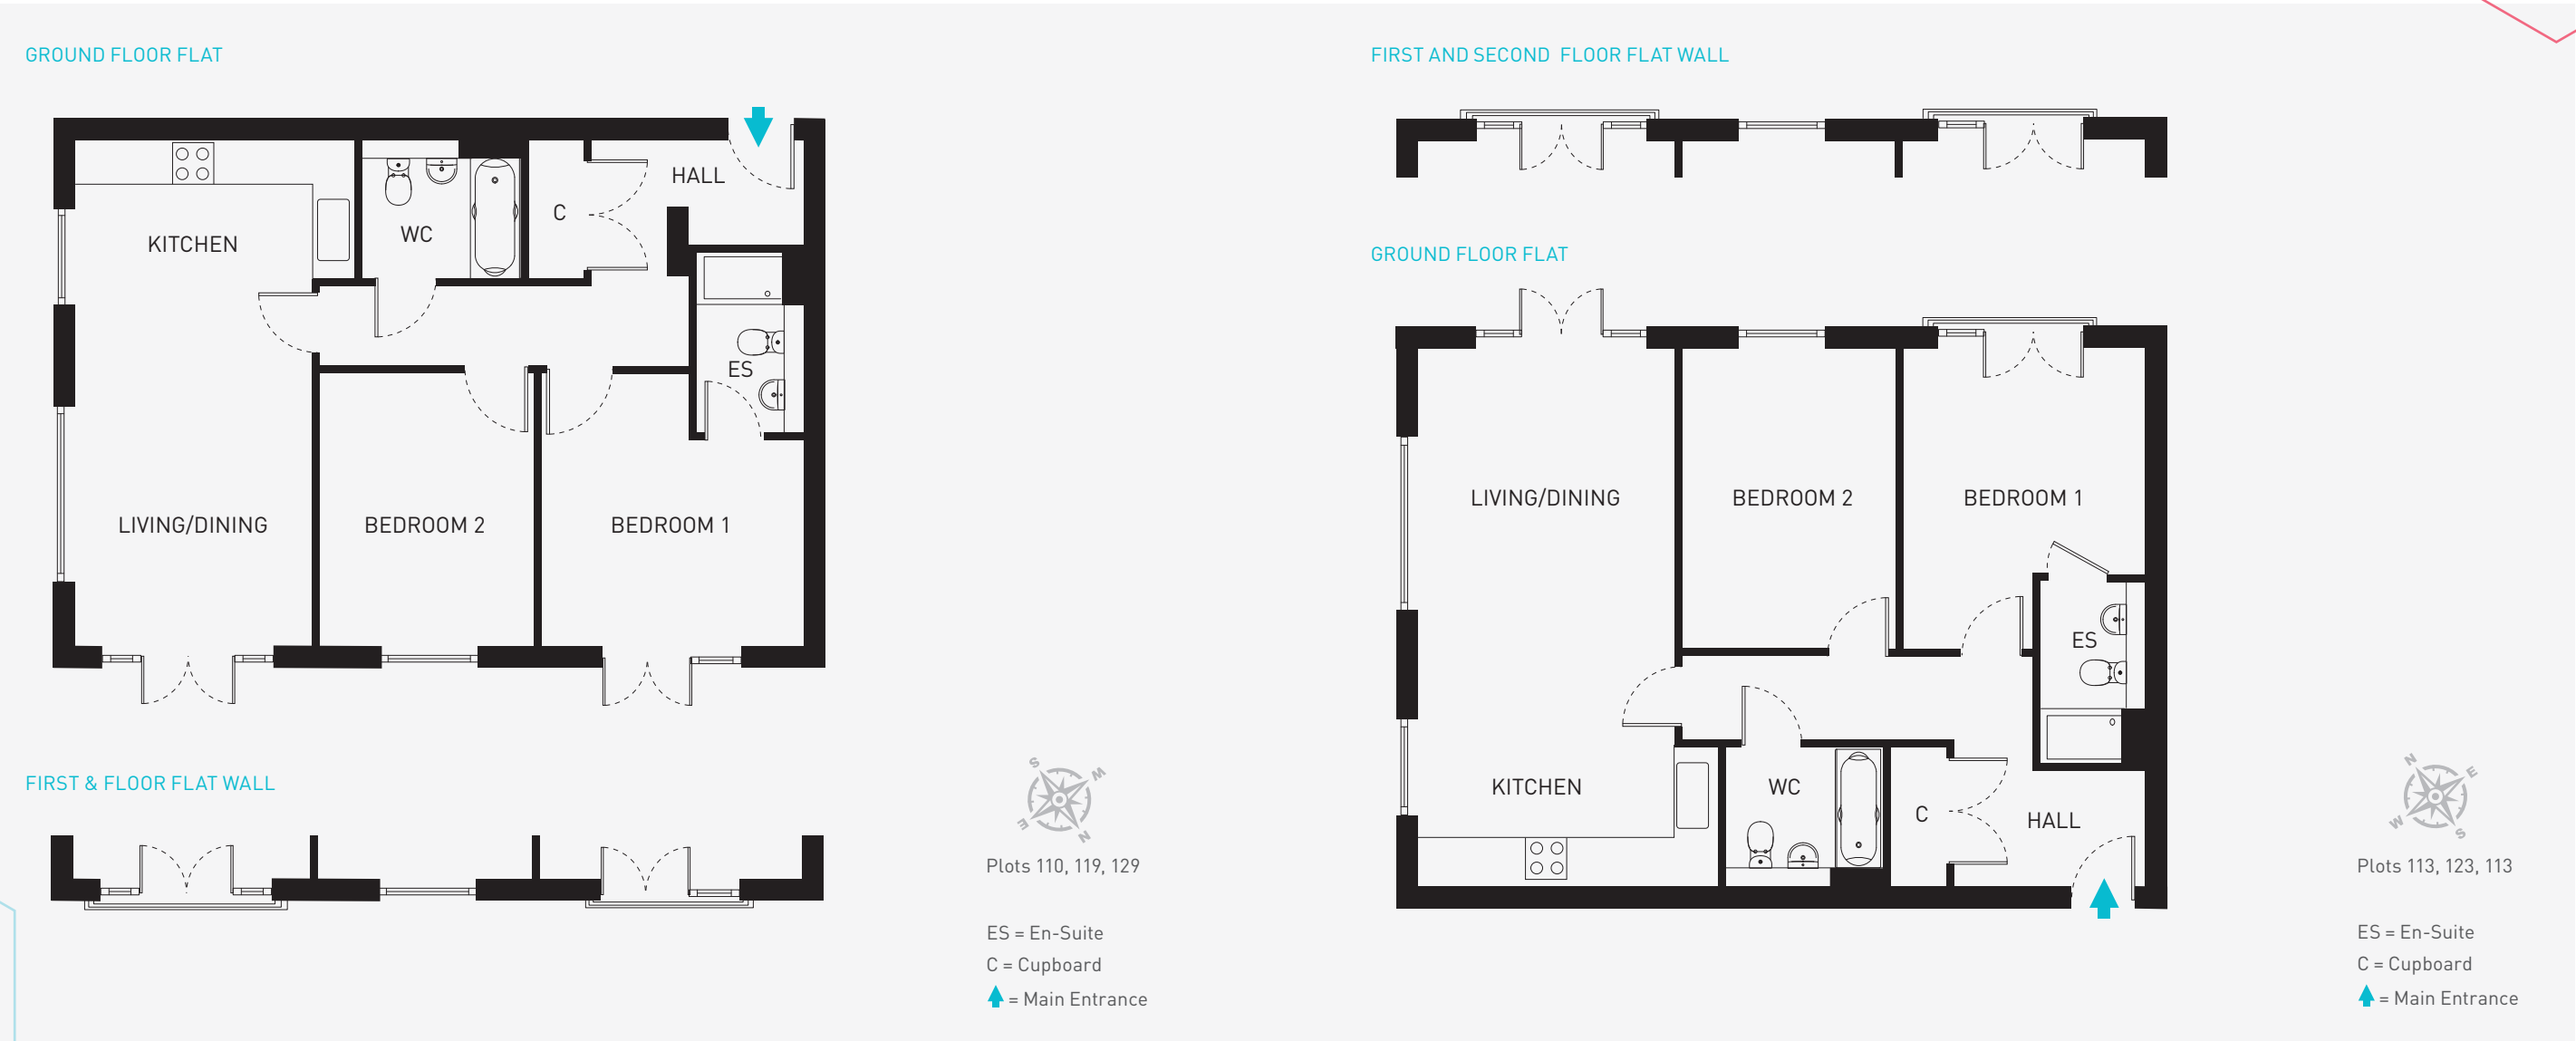 GROUND FLOOR FLAT
HALL
C
WC
KITCHEN
ES
LIVING/DINING
BEDROOM 2
BEDROOM 1
FIRST & FLOOR FLAT WALL
S
W
E
N
Plots 110, 119, 129
ES = En-Suite
C = Cupboard
= Main Entrance
FIRST AND SECOND FLOOR FLAT WALL
GROUND FLOOR FLAT
LIVING/DINING
BEDROOM 2
BEDROOM 1
ES
KITCHEN
WC
C
HALL
N
E
W
S
Plots 113, 123, 113
ES = En-Suite
C = Cupboard
= Main Entrance